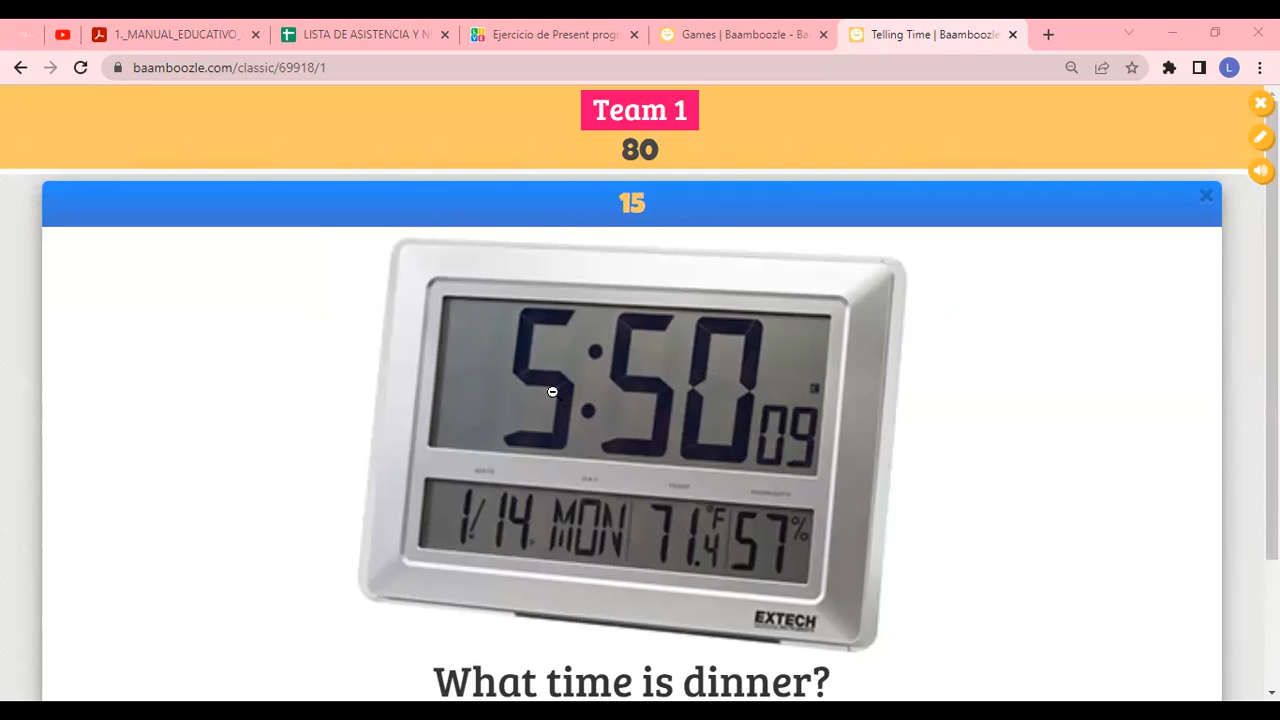 1._MANUAL_EDUCATIVO_ LISTA DE ASISTENCIA Y N Ejercicio de Present prog Games | Baamboozle - Ba Telling Time | Baamboozle
baamboozle.com/classic/69918/1 L
Team 1
80
15
5:50 09
1/14 MON 71.4°F 57%
EXTECH
What time is dinner?